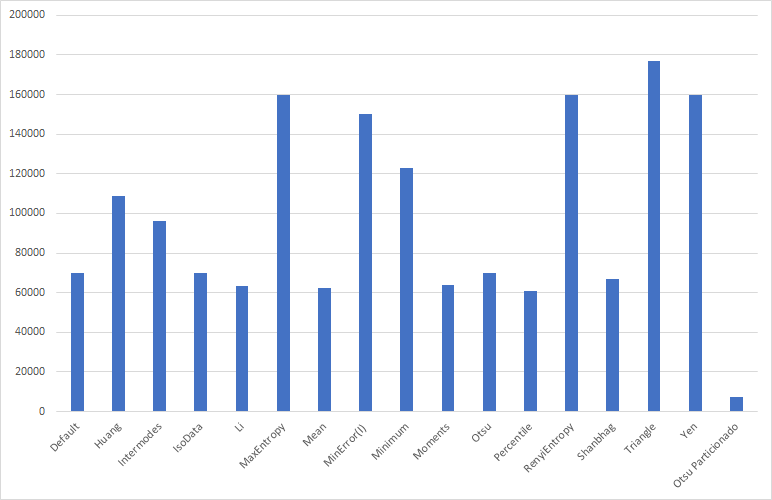 200000
180000
160000
140000
120000
100000
80000
60000
40000
20000
0
Default
Huang
Intermodes
IsoData
Li
MaxEntropy
Mean
MinError(I)
Minimum
Moments
Otsu
Percentile
RenyiEntropy
Shanbhag
Triangle
Yen
Otsu Particionado